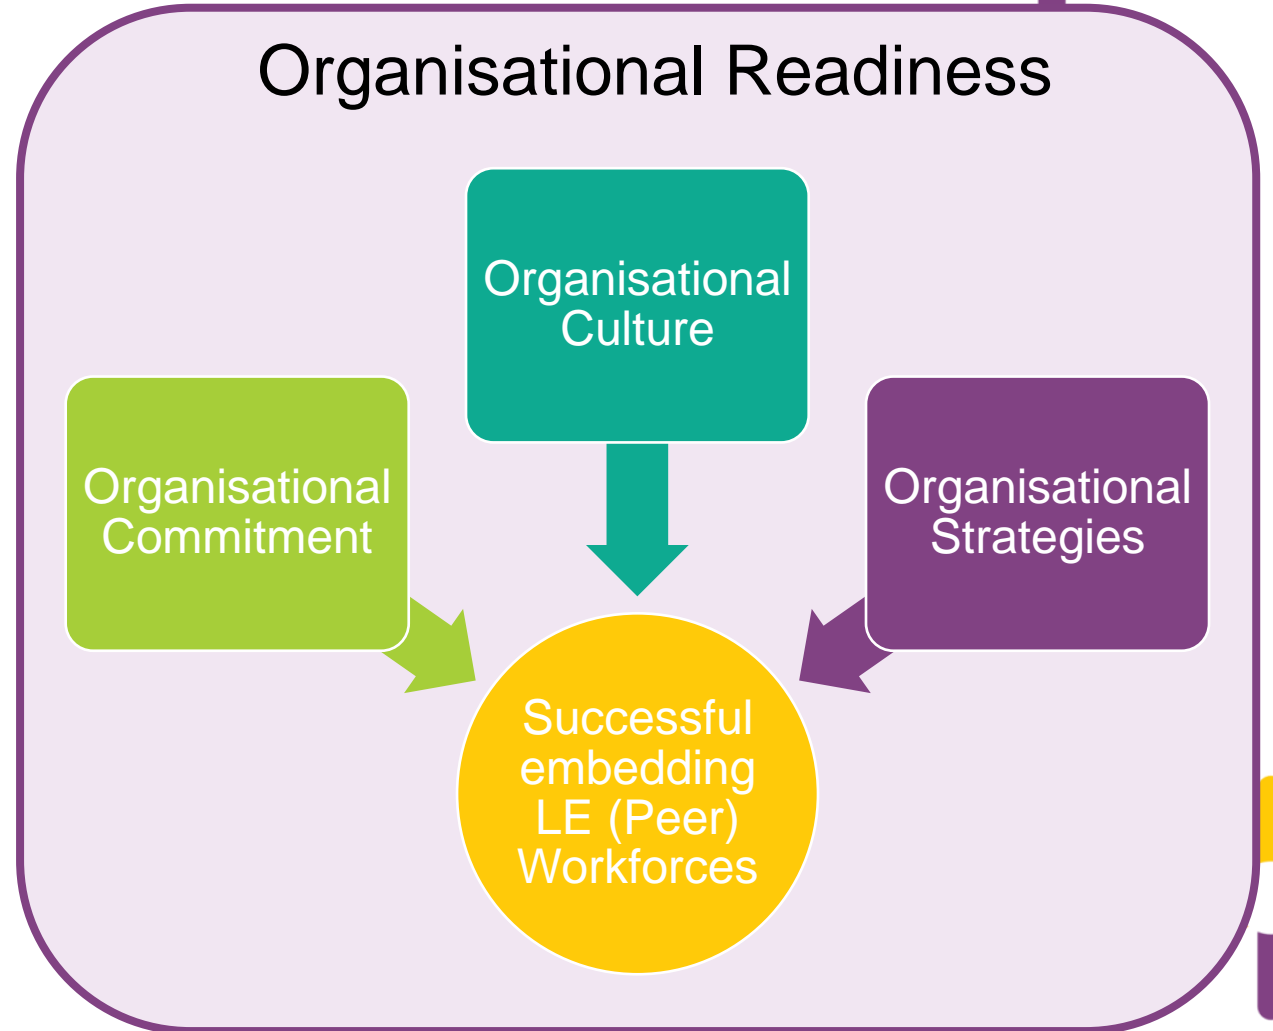 Organisational Readiness
Organisational
Culture
Organisational
Commitment
Organisational
Strategies
Successful
embedding
LE (Peer)
Workforces